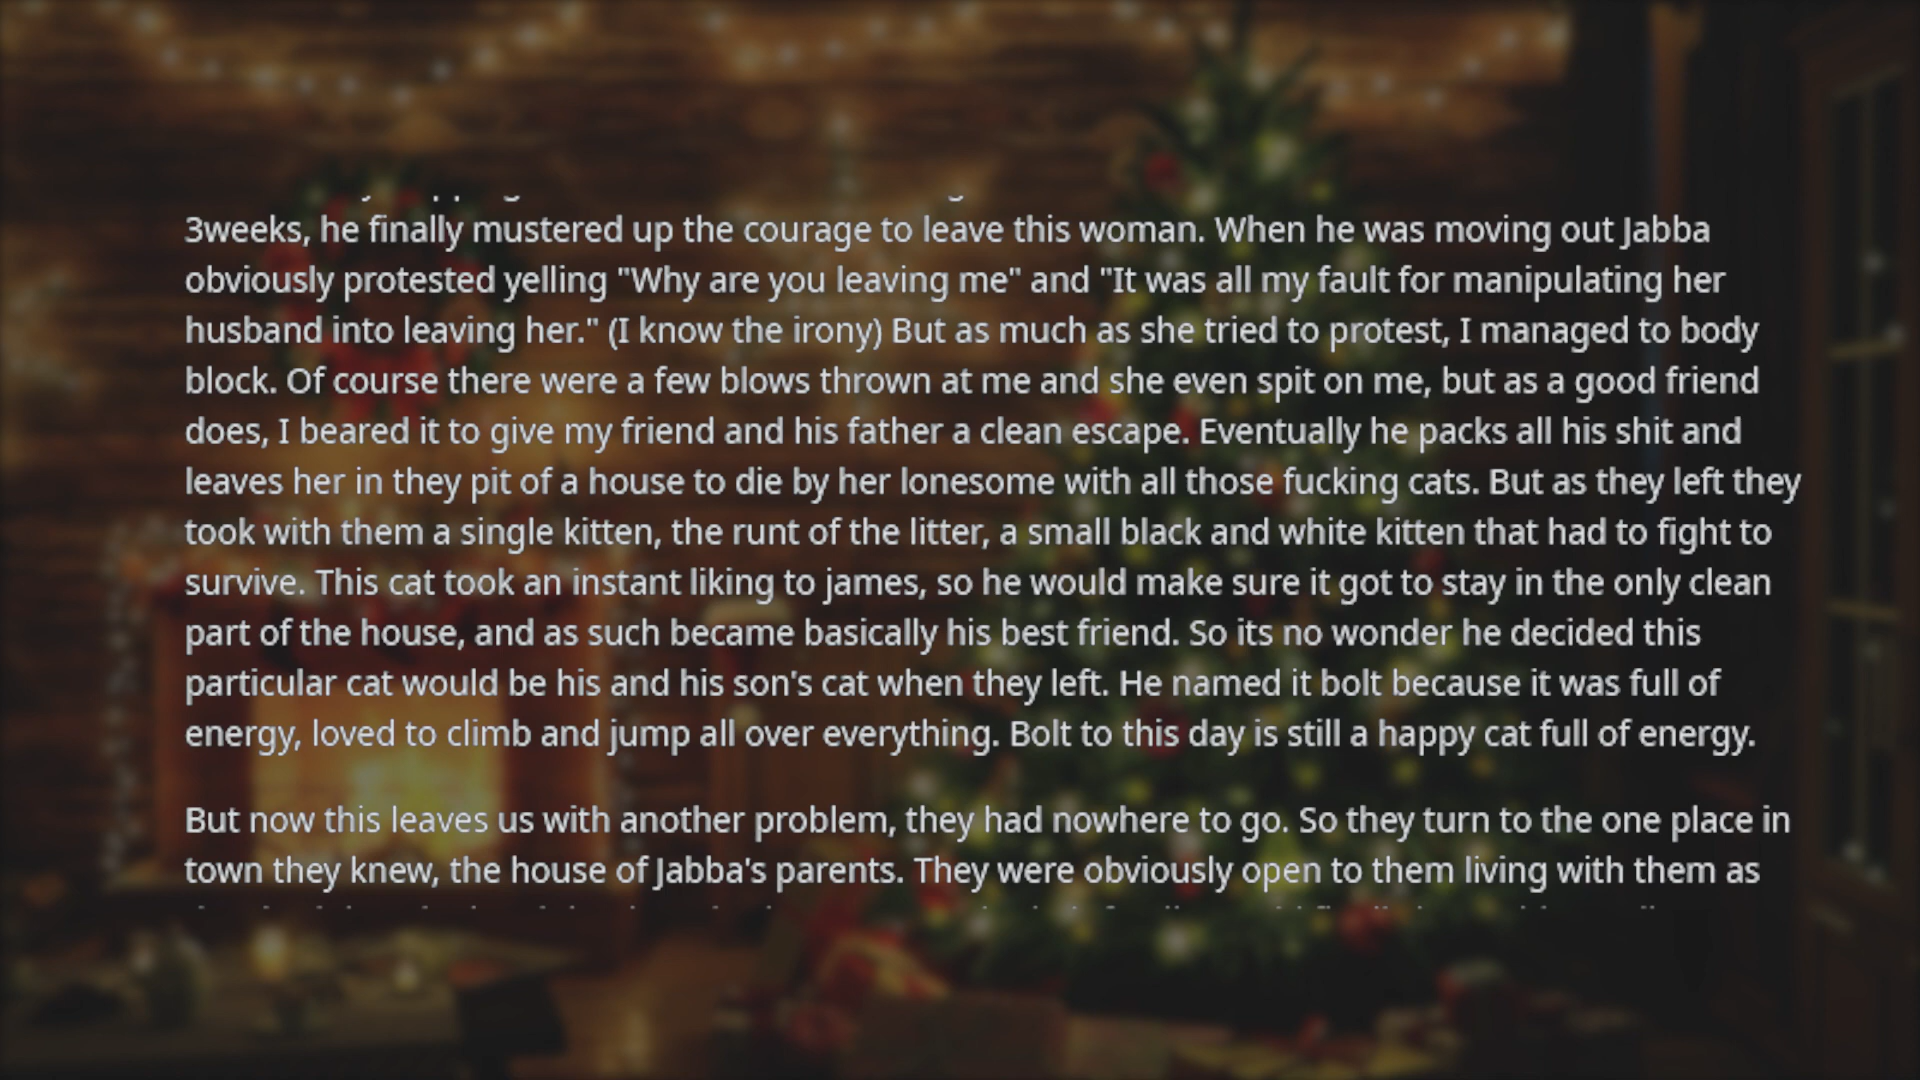 3weeks, he finally mustered up the courage to leave this woman. When he was moving out Jabba
obviously protested yelling "Why are you leaving me" and "It was all my fault for manipulating her
husband into leaving her." (I know the irony) But as much as she tried to protest, I managed to body
block. Of course there were a few blows thrown at me and she even spit on me, but as a good friend
does, I beared it to give my friend and his father a clean escape. Eventually he packs all his shit and
leaves her in they pit of a house to die by her lonesome with all those fucking cats. But as they left they
took with them a single kitten, the runt of the litter, a small black and white kitten that had to fight to
survive. This cat took an instant liking to james, so he would make sure it got to stay in the only clean
part of the house, and as such became basically his best friend. So its no wonder he decided this
particular cat would be his and his son's cat when they left. He named it bolt because it was full of
energy, loved to climb and jump all over everything. Bolt to this day is still a happy cat full of energy.
But now this leaves us with another problem, they had nowhere to go. So they turn to the one place in
town they knew, the house of Jabba's parents. They were obviously open to them living with them as